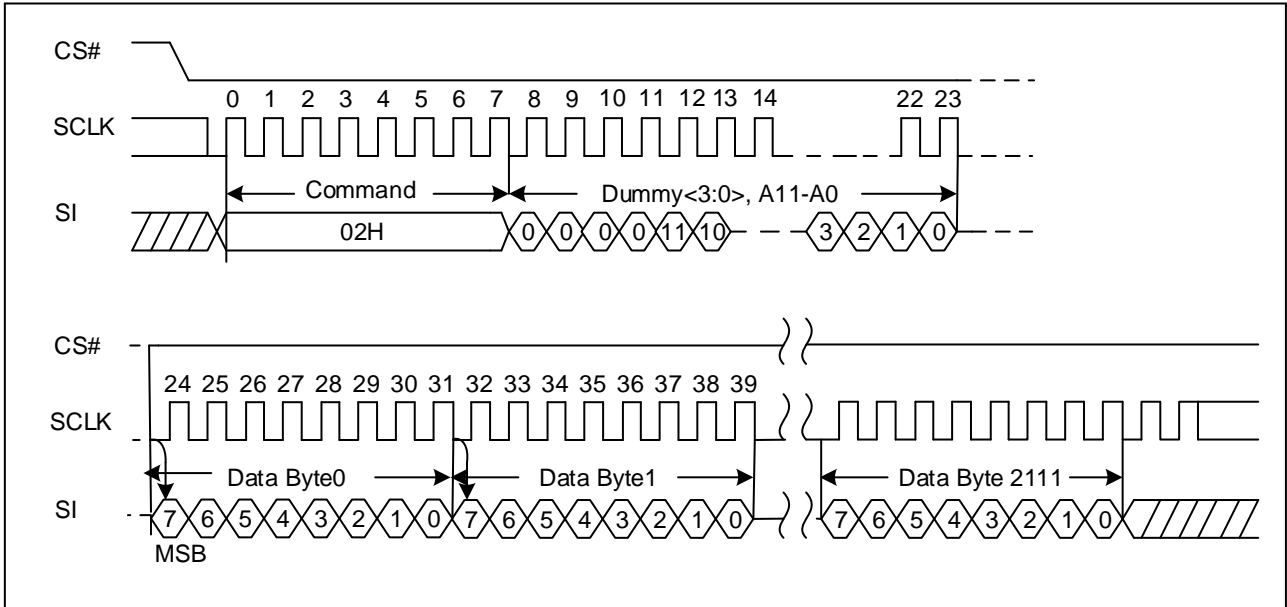 CS#
0 1 2 3 4 5 6 7 8 9 10 11 12 13 14 22 23
SCLK
Command Dummy<3:0>, A11-A0
SI
02H 0 0 0 0 11 10 3 2 1 0
CS#
24 25 26 27 28 29 30 31 32 33 34 35 36 37 38 39
SCLK
Data Byte0 Data Byte1 Data Byte 2111
SI
7 6 5 4 3 2 1 0 7 6 5 4 3 2 1 0 7 6 5 4 3 2 1 0
MSB